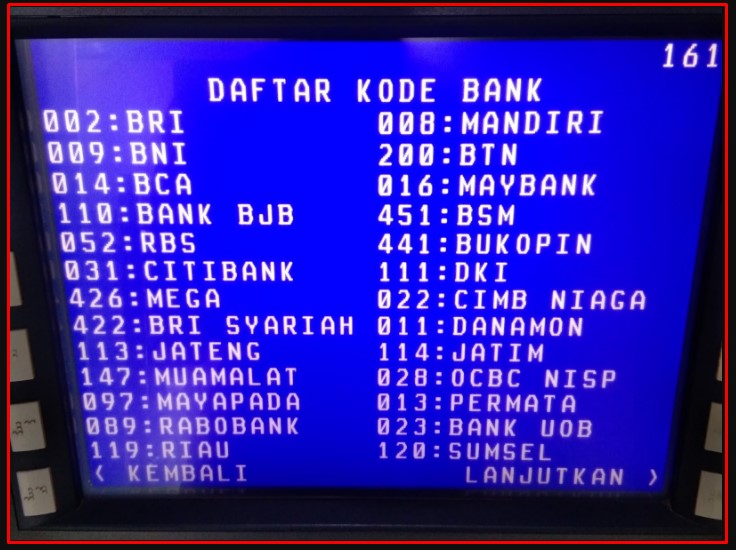 161
DAFTAR KODE BANK
002:BRI 008:MANDIRI
009:BNI 200:BTN
014:BCA 016:MAYBANK
110:BANK BJB 451:BSM
052:RBS 441:BUKOPIN
031:CITIBANK 111:DKI
426:MEGA 022:CIMB NIAGA
422:BRI SYARIAH 011:DANAMON
113:JATENG 114:JATIM
147:MUAMALAT 028:OCBC NISP
097:MAYAPADA 013:PERMATA
089:RABOBANK 023:BANK UOB
119:RIAU 120:SUMSEL
< KEMBALI LANJUTKAN >